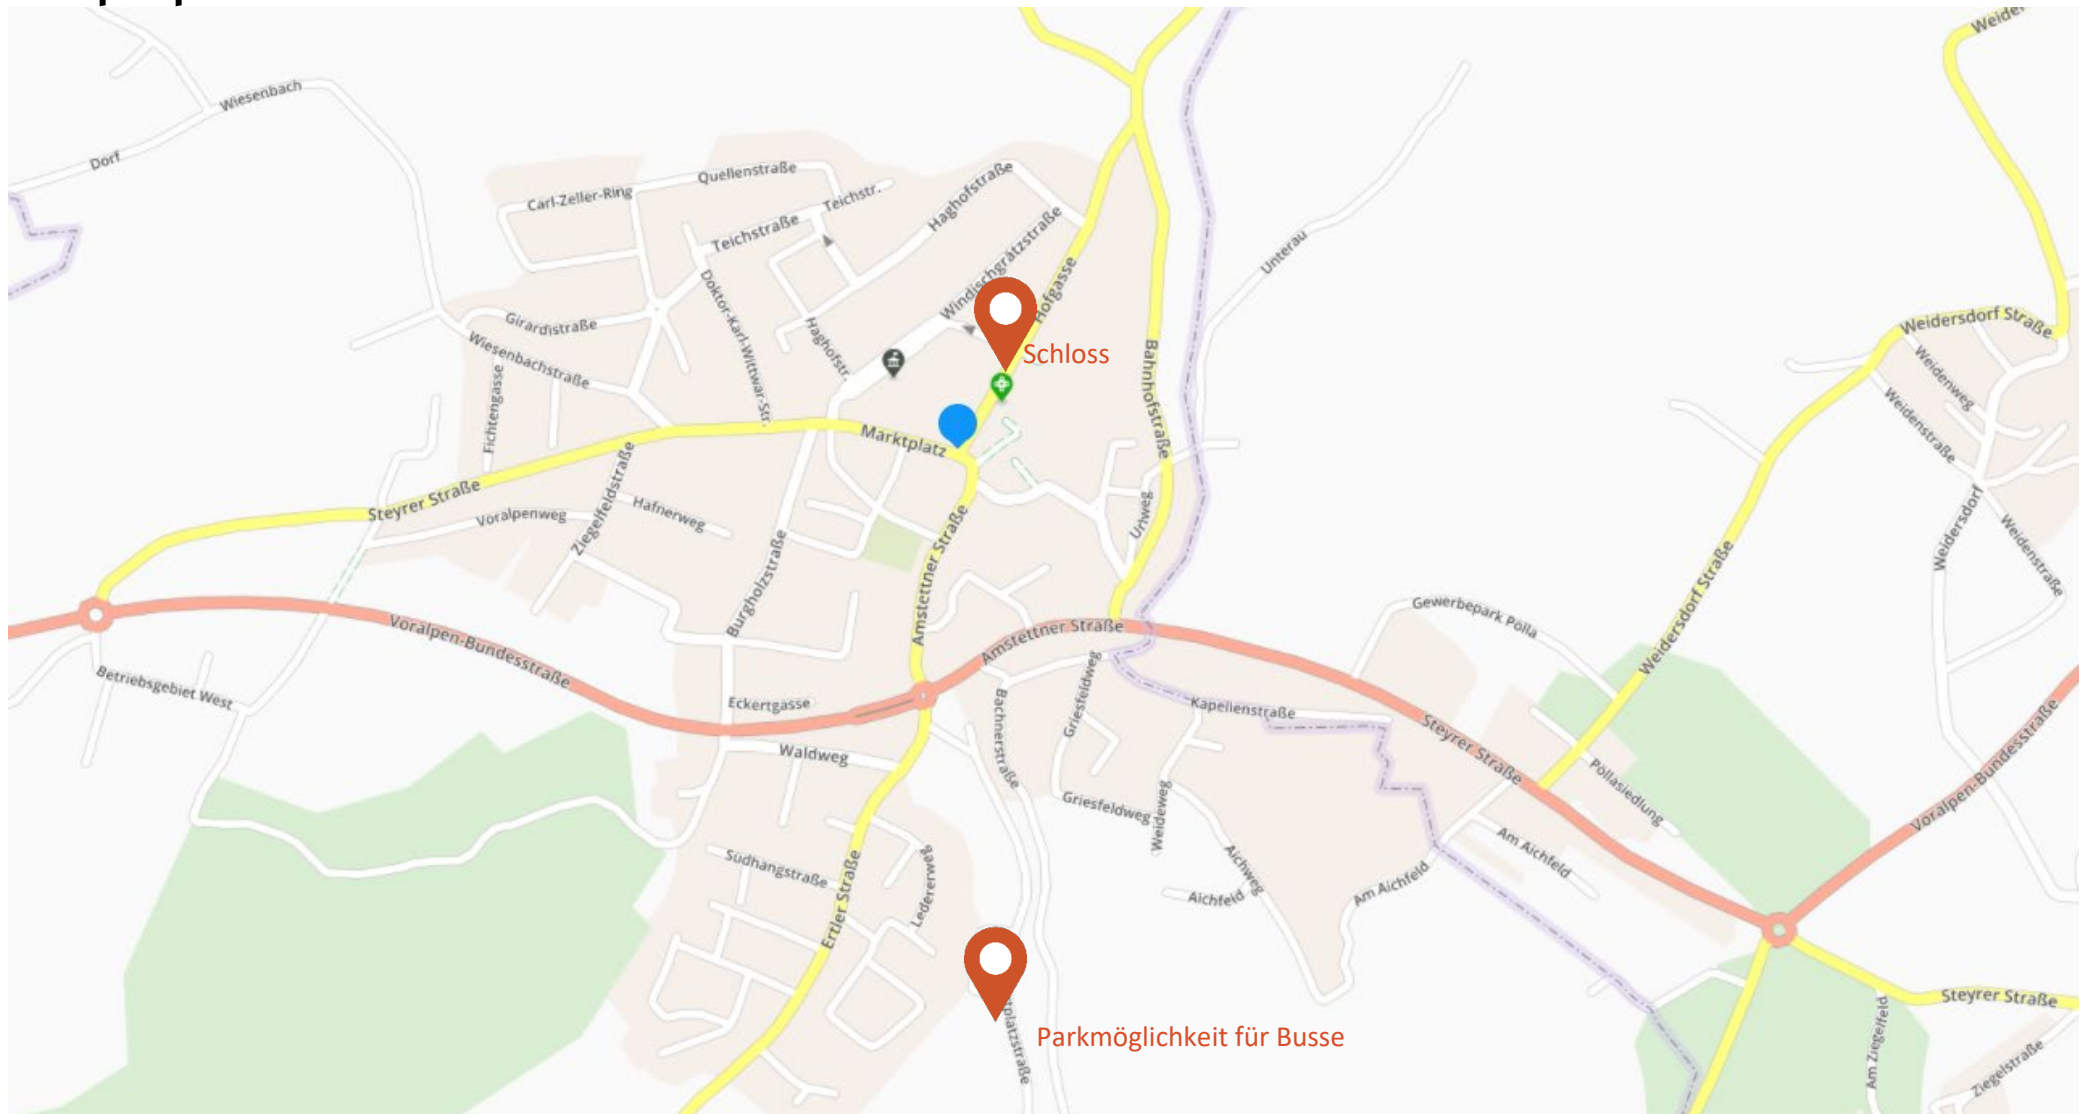 Weider
Wiesenbach
Dorf
Quellenstraße
Carl-Zeller-Ring
Teichstr.
Haghofstraße
Teichstraße
Windischgrätzstraße
Hofgasse
Unterau
Doktor-Karl-Wittwar-Str.
Girardistraße
Haghofstr.
Wiesenbachstraße
Schloss
Bahnhofstraße
Weidersdorf Straße
Weidenweg
Weidenstraße
Fichtengasse
Marktplatz
Steyrer Straße
Voralpenweg
Ziegelfeldstraße
Hafnerweg
Burgholzstraße
Amstettner Straße
Urlweg
Weidersdorf
Weidenstraße
Weidersdorf Straße
Gewerbepark Pölla
Voralpen-Bundesstraße
Amstettner Straße
Betriebsgebiet West
Eckertgasse
Bachnerstraße
Griesfeldweg
Kapellenstraße
Steyrer Straße
Waldweg
Voralpen-Bundesstraße
Pöllasiedlung
Griesfeldweg
Weideweg
Am Aichfeld
Südhangstraße
Ertler Straße
Ledererweg
Aichweg
Aichfeld
Am Aichfeld
tplatzstraße
Parkmöglichkeit für Busse
Steyrer Straße
Am Ziegelfeld
Ziegelstraße